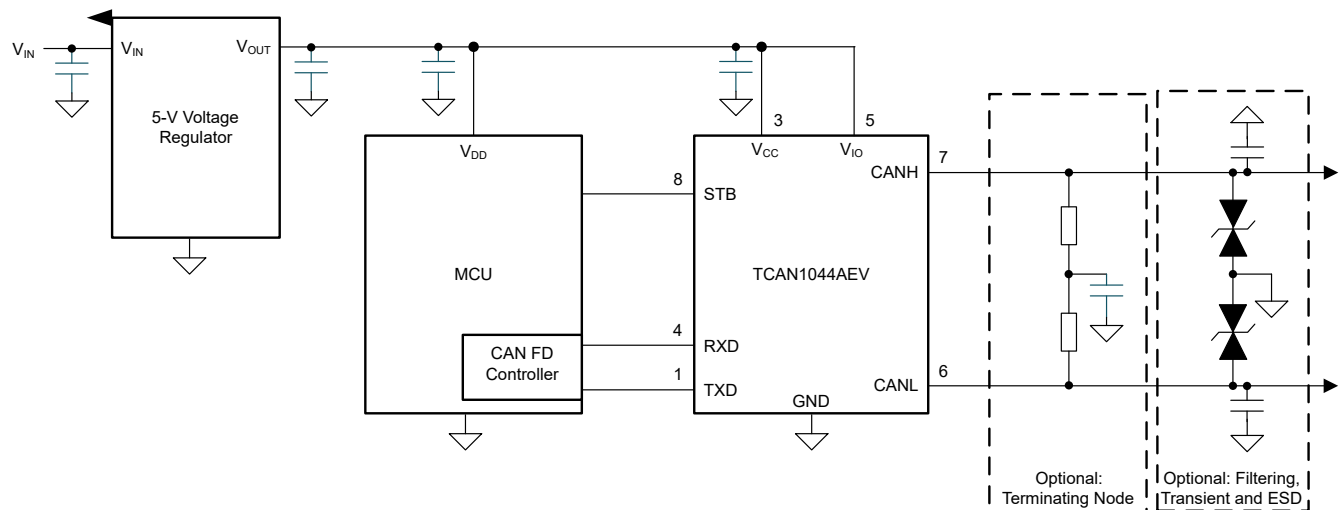 V_IN
V_IN
V_OUT
5-V Voltage
Regulator
3
5
V_DD
V_CC
V_IO
CANH
7
8
STB
MCU
TCAN1044AEV
4
RXD
CAN FD
Controller
1
TXD
CANL
6
GND
Optional:
Terminating Node
Optional: Filtering,
Transient and ESD